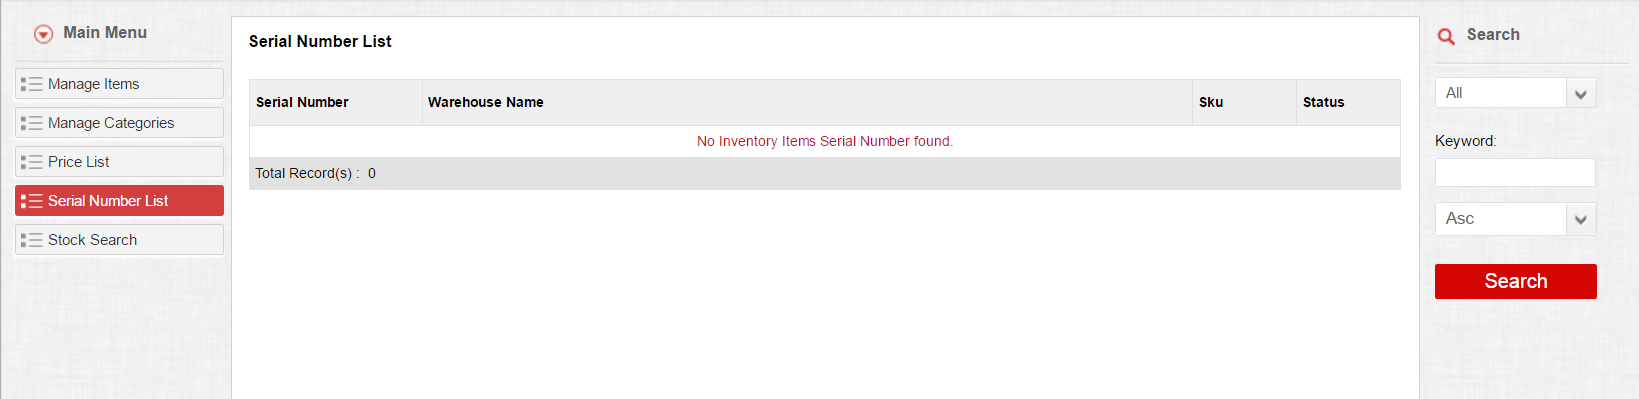 Main Menu
Manage Items
Manage Categories
Price List
Serial Number List
Stock Search
Serial Number List
Serial Number Warehouse Name Sku Status
No Inventory Items Serial Number found.
Total Record(s) : 0
Search
All
Keyword:
Asc
Search